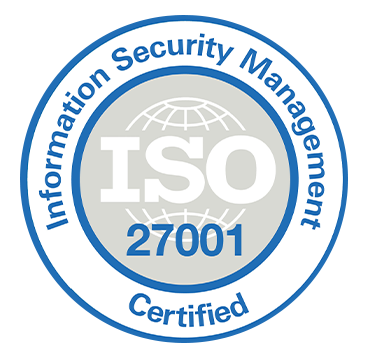 Information Security Management
ISO
27001
Certified